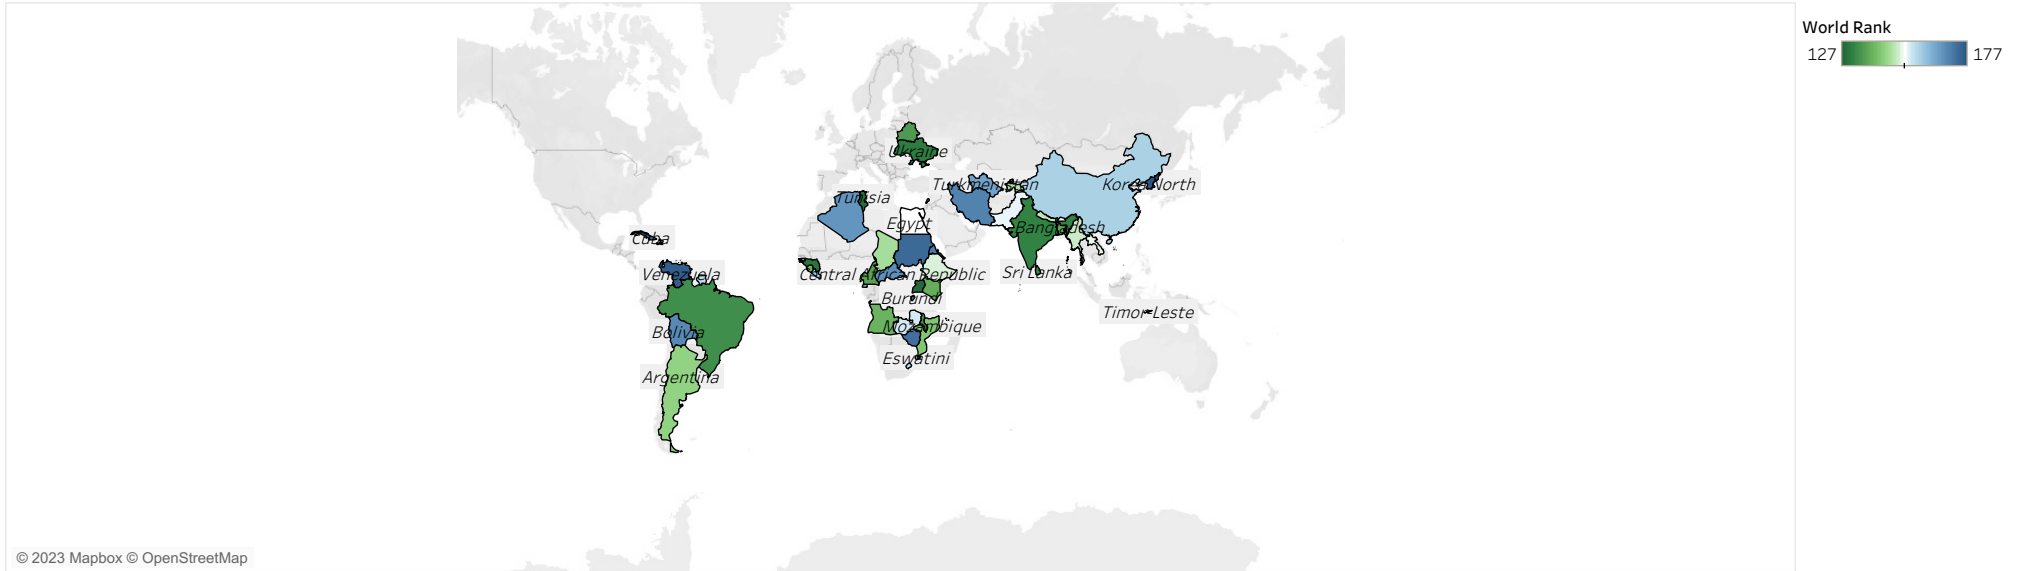 World Rank
127
177
Ukraine
Turkmenistan
Korea North
Tunisia
Egypt
Bangladesh
Cuba
Venezuela
Central African Republic
Sri Lanka
Burundi
Timor-Leste
Mozambique
Bolivia
Eswatini
Argentina
© 2023 Mapbox © OpenStreetMap